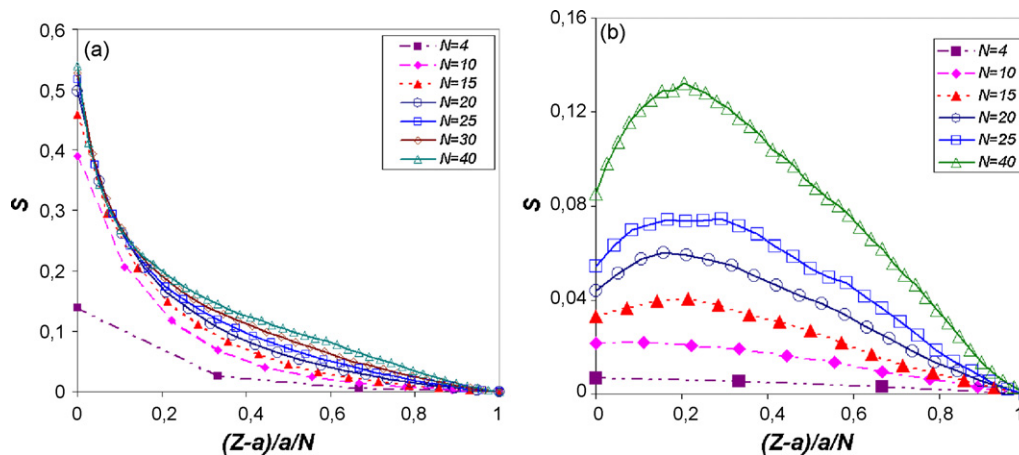 (a)
0,6
0,5
0,4
0,3
0,2
0,1
0
S
0
0,2
0,4
0,6
0,8
1
(Z-a)/a/N
N=4
N=10
N=15
N=20
N=25
N=30
N=40
(b)
0,16
0,12
0,08
0,04
0
S
0
0,2
0,4
0,6
0,8
1
(Z-a)/a/N
N=4
N=10
N=15
N=20
N=25
N=40